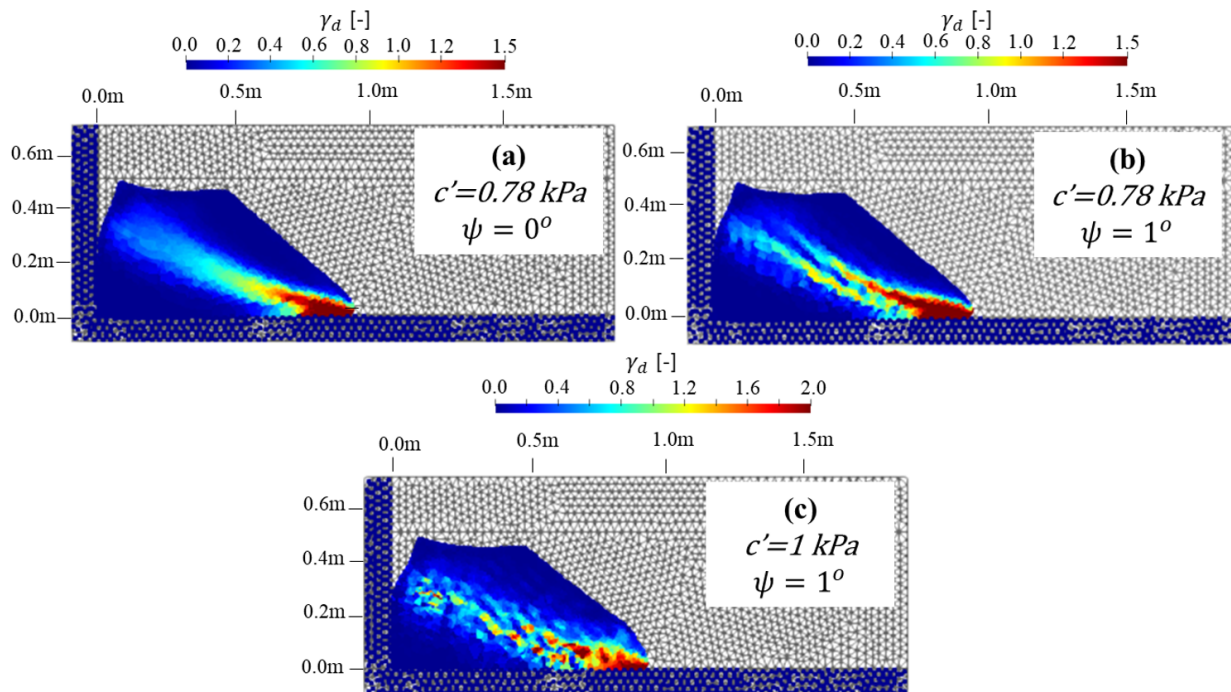 γ_d [-]
0.0 0.2 0.4 0.6 0.8 1.0 1.2 1.5
0.0m 0.5m 1.0m 1.5m
0.6m
0.4m
0.2m
0.0m
(a)
c'=0.78 kPa
ψ = 0°
γ_d [-]
0.0 0.2 0.4 0.6 0.8 1.0 1.2 1.5
0.0m 0.5m 1.0m 1.5m
0.6m
0.4m
0.2m
0.0m
(b)
c'=0.78 kPa
ψ = 1°
γ_d [-]
0.0 0.4 0.8 1.2 1.6 2.0
0.0m 0.5m 1.0m 1.5m
0.6m
0.4m
0.2m
0.0m
(c)
c'=1 kPa
ψ = 1°